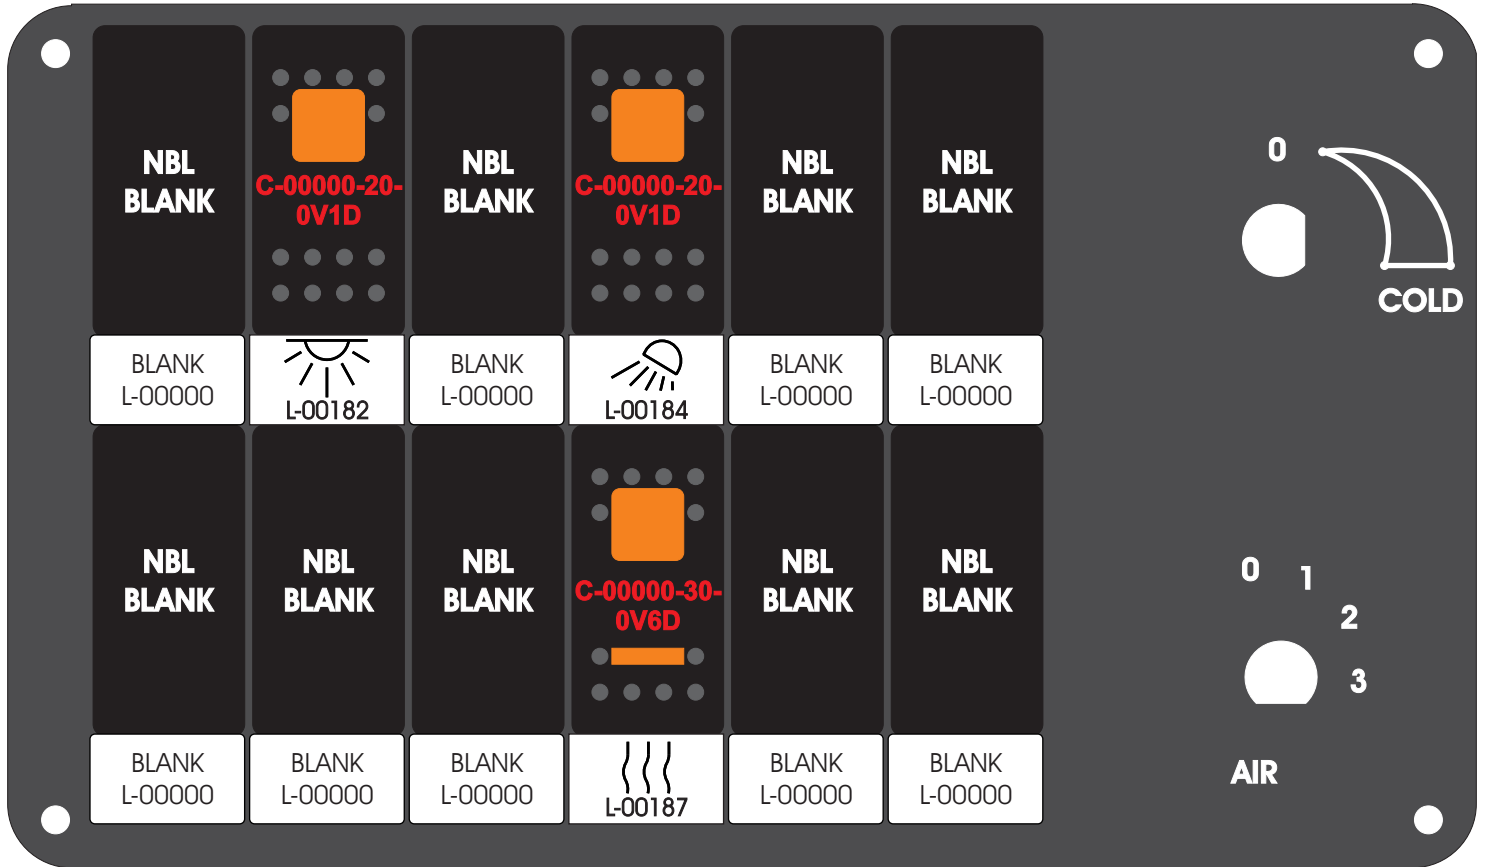 NBL
BLANK
C-00000-20-
0V1D
NBL
BLANK
C-00000-20-
0V1D
NBL
BLANK
NBL
BLANK
0
COLD
BLANK
L-00000
L-00182
BLANK
L-00000
L-00184
BLANK
L-00000
BLANK
L-00000
NBL
BLANK
NBL
BLANK
NBL
BLANK
C-00000-30-
0V6D
NBL
BLANK
NBL
BLANK
0
1
2
3
AIR
BLANK
L-00000
BLANK
L-00000
BLANK
L-00000
L-00187
BLANK
L-00000
BLANK
L-00000